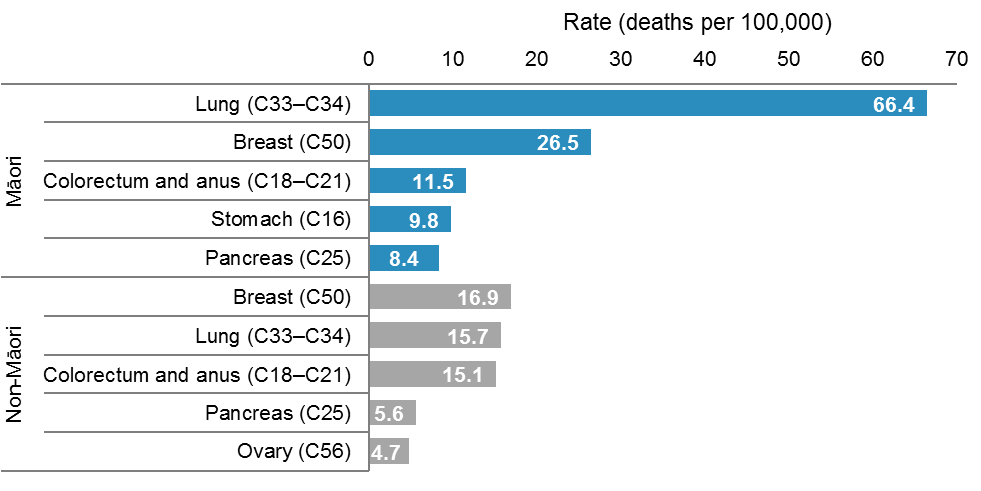 Rate (deaths per 100,000)
0 10 20 30 40 50 60 70
Māori
Lung (C33–C34) 66.4
Breast (C50) 26.5
Colorectum and anus (C18–C21) 11.5
Stomach (C16) 9.8
Pancreas (C25) 8.4
Non-Māori
Breast (C50) 16.9
Lung (C33–C34) 15.7
Colorectum and anus (C18–C21) 15.1
Pancreas (C25) 5.6
Ovary (C56) 4.7